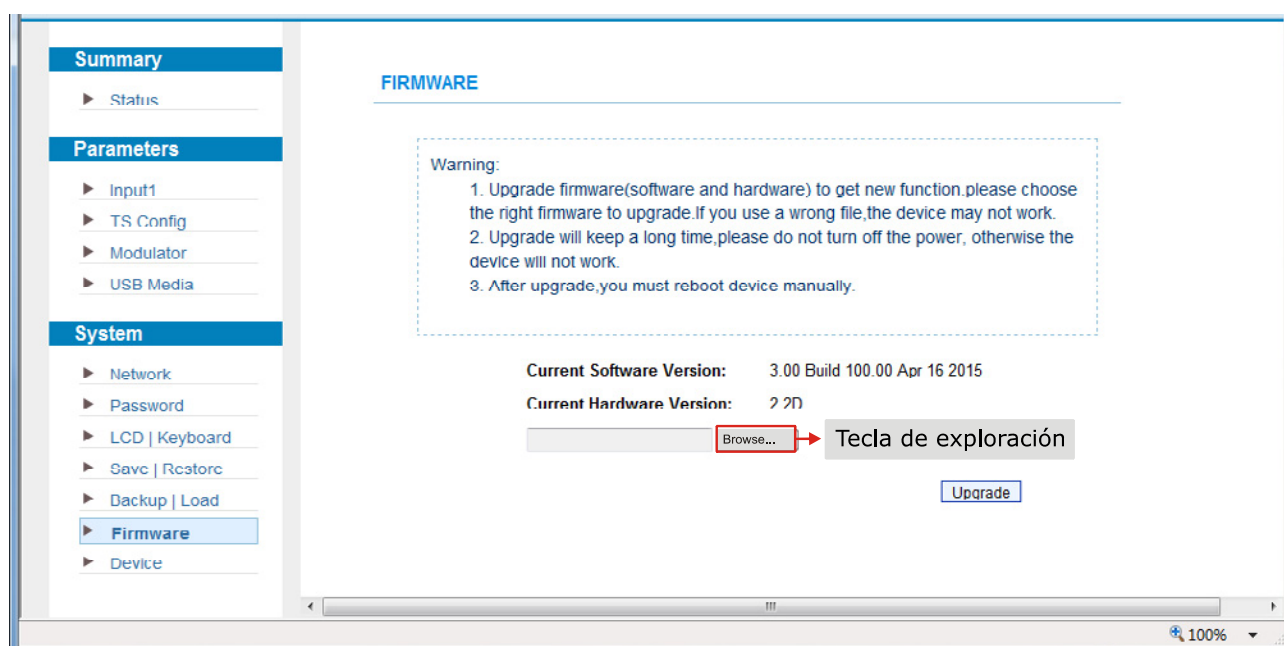 Summary
Status
Parameters
Input1
TS Config
Modulator
USB Media
System
Network
Password
LCD | Keyboard
Save | Restore
Backup | Load
Firmware
Device
FIRMWARE
Warning:
1. Upgrade firmware(software and hardware) to get new function.please choose
the right firmware to upgrade.If you use a wrong file,the device may not work.
2. Upgrade will keep a long time,please do not turn off the power, otherwise the
device will not work.
3. After upgrade,you must reboot device manually.
Current Software Version: 3.00 Build 100.00 Apr 16 2015
Current Hardware Version: 2.2D
Browse... Tecla de exploración
Upgrade
100%